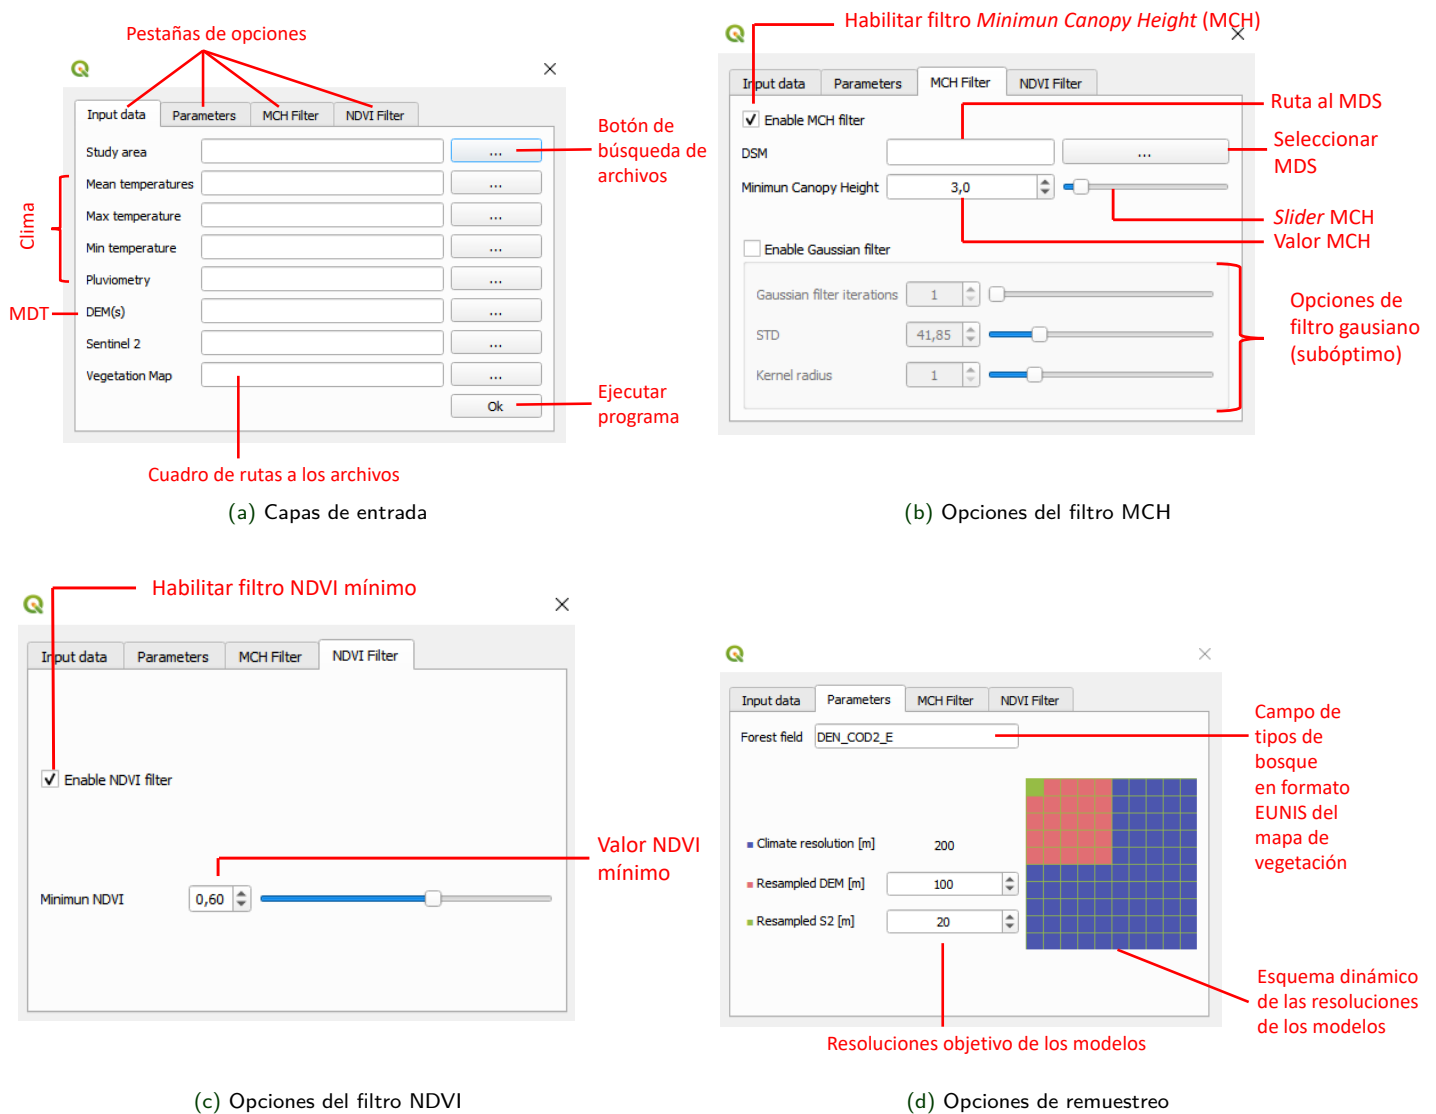 Pestañas de opciones
Input data
Parameters
MCH Filter
NDVI Filter
Study area
...
Mean temperatures
...
Max temperature
...
Min temperature
...
Pluviometry
...
DEM(s)
...
Sentinel 2
...
Vegetation Map
...
Ok
Clima
MDT
Botón de
búsqueda de
archivos
Ejecutar
programa
Cuadro de rutas a los archivos
(a) Capas de entrada
Habilitar filtro Minimun Canopy Height (MCH)
Input data
Parameters
MCH Filter
NDVI Filter
Enable MCH filter
DSM
...
Minimun Canopy Height
3,0
Enable Gaussian filter
Gaussian filter iterations
1
STD
41,85
Kernel radius
1
Ruta al MDS
Seleccionar
MDS
Slider MCH
Valor MCH
Opciones de
filtro gausiano
(subóptimo)
(b) Opciones del filtro MCH
Habilitar filtro NDVI mínimo
Input data
Parameters
MCH Filter
NDVI Filter
Enable NDVI filter
Minimun NDVI
0,60
Valor NDVI
mínimo
(c) Opciones del filtro NDVI
Input data
Parameters
MCH Filter
NDVI Filter
Forest field
DEN_COD2_E
Climate resolution [m]
200
Resampled DEM [m]
100
Resampled S2 [m]
20
Campo de
tipos de
bosque
en formato
EUNIS del
mapa de
vegetación
Esquema dinámico
de las resoluciones
de los modelos
Resoluciones objetivo de los modelos
(d) Opciones de remuestreo